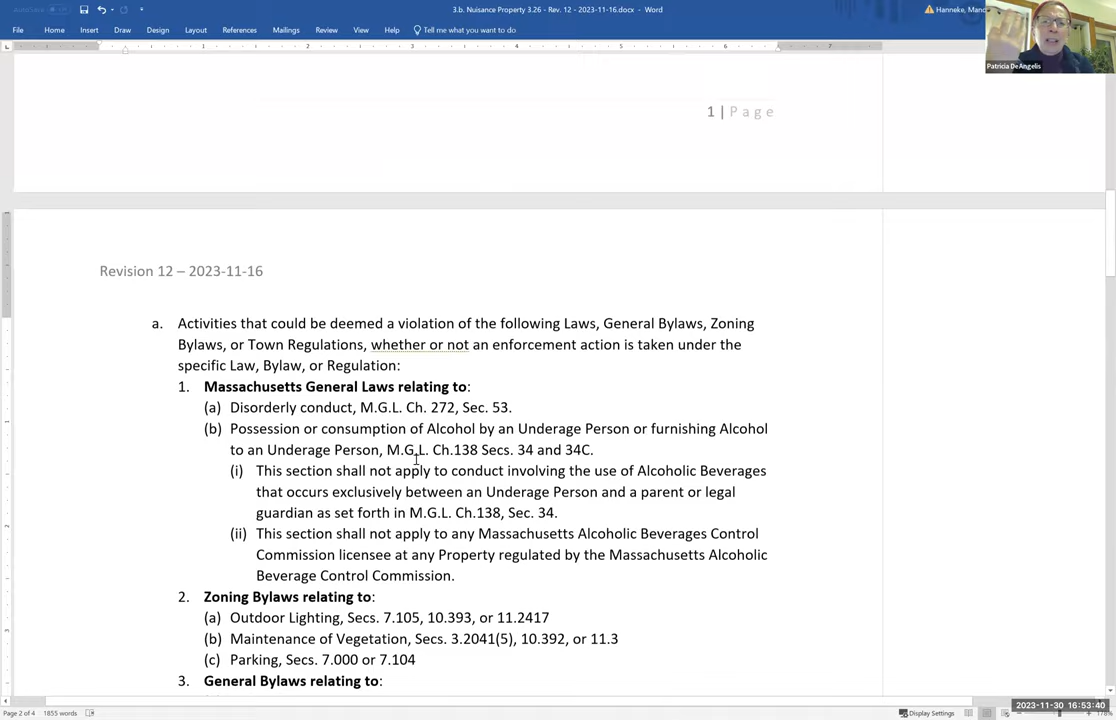 AutoSave Off
3.b. Nuisance Property 3.26 - Rev. 12 - 2023-11-16.docx - Word
Hanneke,
File Home Insert Draw Design Layout References Mailings Review View Help Tell me what you want to do
Patricia DeAngelis
1 | Page
Revision 12 – 2023-11-16
a. Activities that could be deemed a violation of the following Laws, General Bylaws, Zoning
Bylaws, or Town Regulations, whether or not an enforcement action is taken under the
specific Law, Bylaw, or Regulation:
1. Massachusetts General Laws relating to:
(a) Disorderly conduct, M.G.L. Ch. 272, Sec. 53.
(b) Possession or consumption of Alcohol by an Underage Person or furnishing Alcohol
to an Underage Person, M.G.L. Ch.138 Secs. 34 and 34C.
(i) This section shall not apply to conduct involving the use of Alcoholic Beverages
that occurs exclusively between an Underage Person and a parent or legal
guardian as set forth in M.G.L. Ch.138, Sec. 34.
(ii) This section shall not apply to any Massachusetts Alcoholic Beverages Control
Commission licensee at any Property regulated by the Massachusetts Alcoholic
Beverage Control Commission.
2. Zoning Bylaws relating to:
(a) Outdoor Lighting, Secs. 7.105, 10.393, or 11.2417
(b) Maintenance of Vegetation, Secs. 3.2041(5), 10.392, or 11.3
(c) Parking, Secs. 7.000 or 7.104
3. General Bylaws relating to:
Page 2 of 4 1855 words Display Settings
2023-11-30 16:53:40